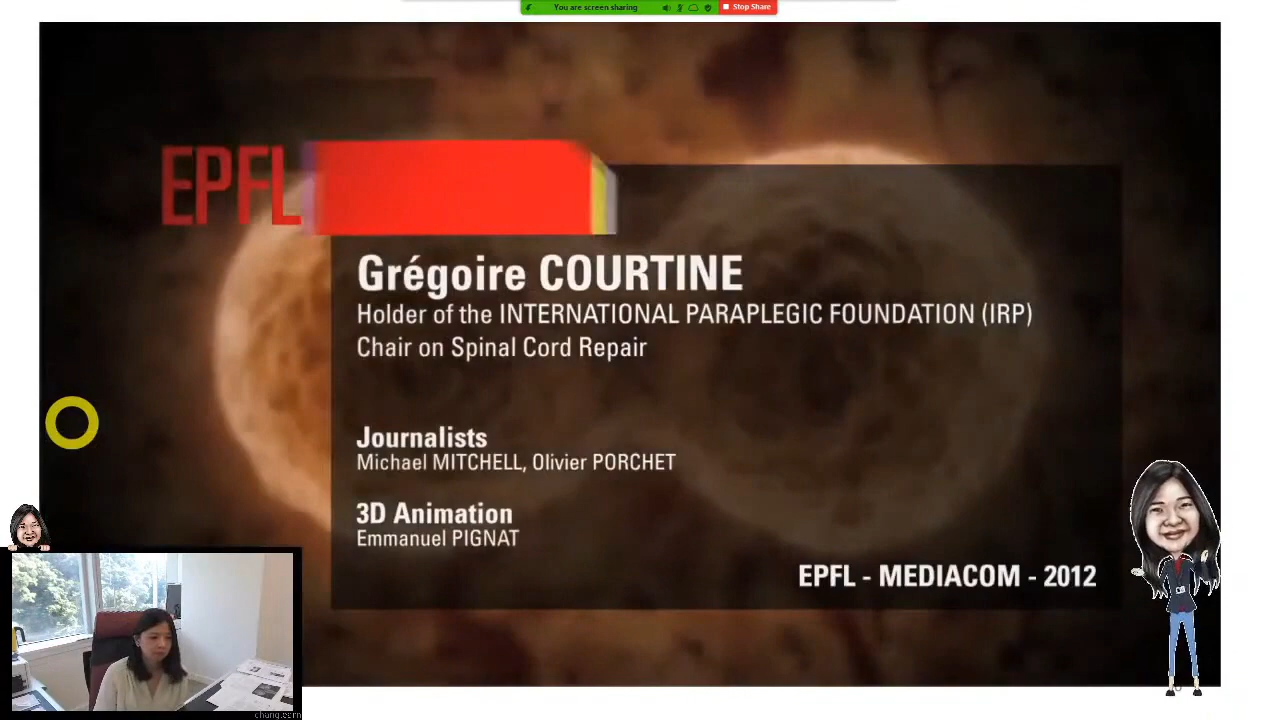 You are screen sharing
Stop Share
EPFL
Grégoire COURTINE
Holder of the INTERNATIONAL PARAPLEGIC FOUNDATION (IRP)
Chair on Spinal Cord Repair
Journalists
Michael MITCHELL, Olivier PORCHET
3D Animation
Emmanuel PIGNAT
EPFL - MEDIACOM - 2012